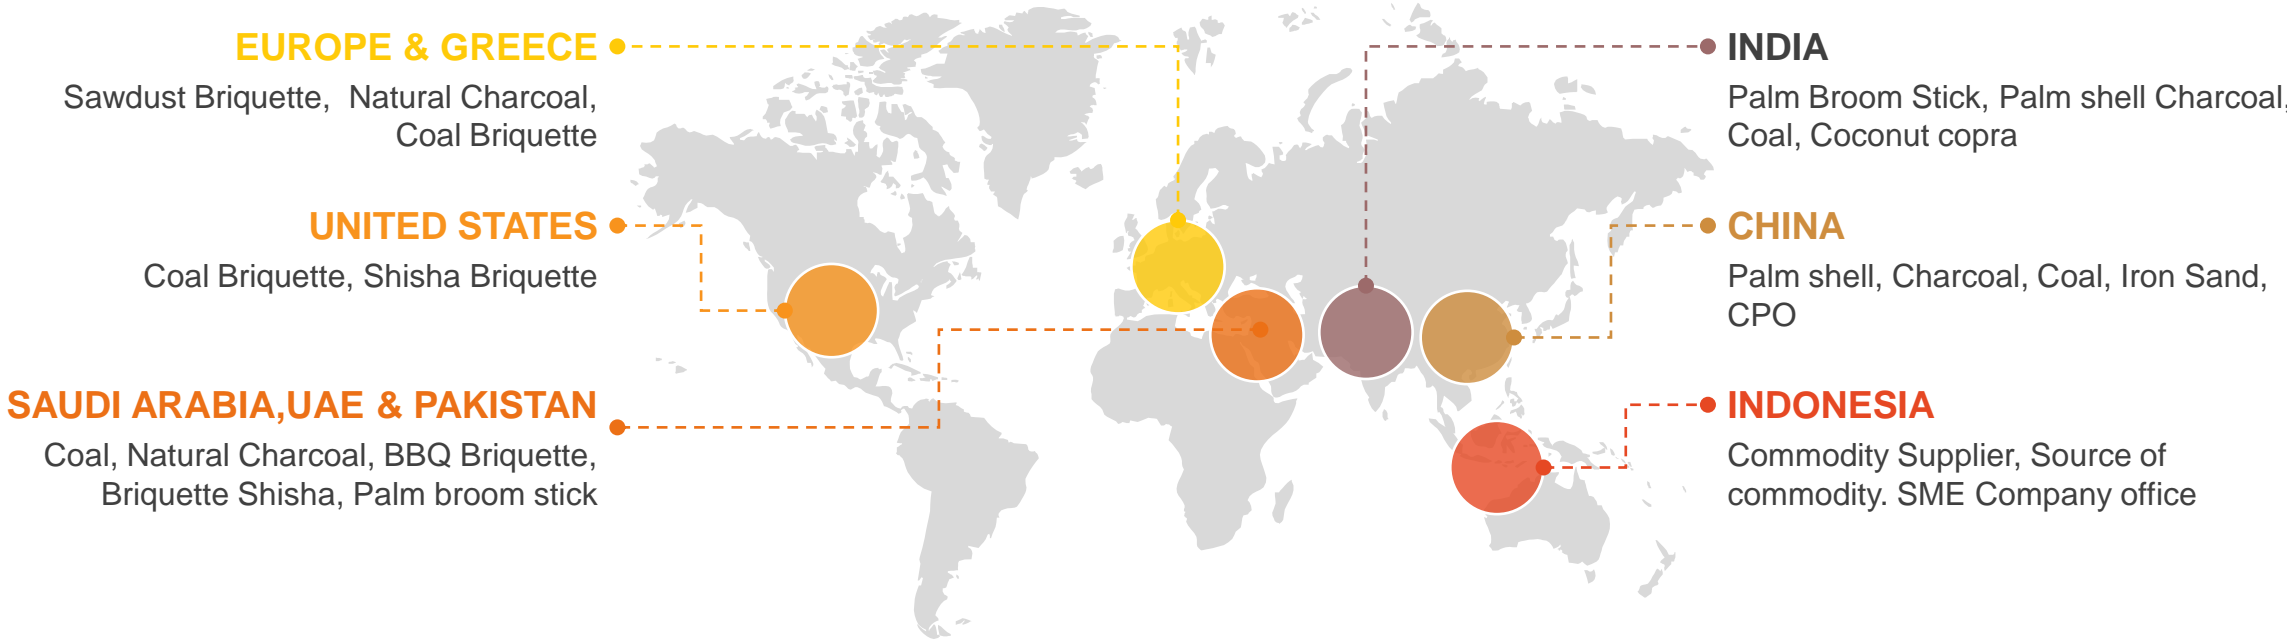 EUROPE & GREECE
Sawdust Briquette, Natural Charcoal,
Coal Briquette
UNITED STATES
Coal Briquette, Shisha Briquette
SAUDI ARABIA,UAE & PAKISTAN
Coal, Natural Charcoal, BBQ Briquette,
Briquette Shisha, Palm broom stick
INDIA
Palm Broom Stick, Palm shell Charcoal,
Coal, Coconut copra
CHINA
Palm shell, Charcoal, Coal, Iron Sand,
CPO
INDONESIA
Commodity Supplier, Source of
commodity. SME Company office